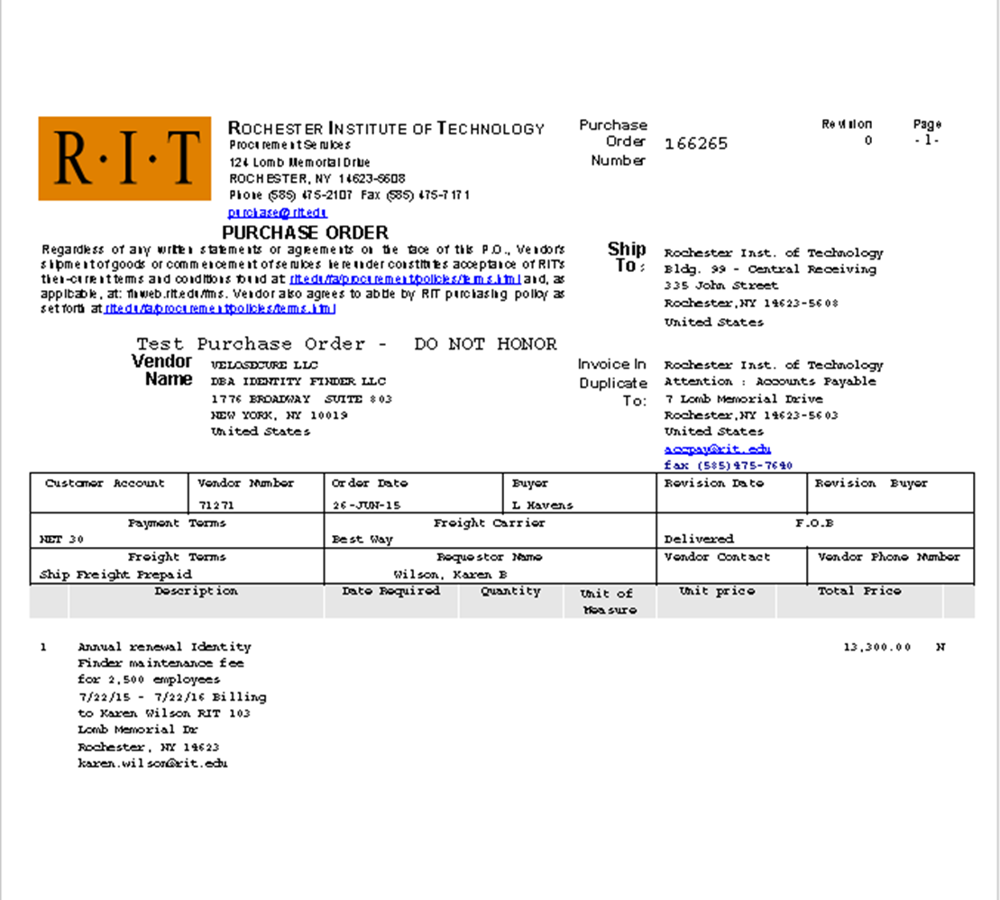 R·I·T
ROCHESTER INSTITUTE OF TECHNOLOGY
Procurement Services
124 Lomb Memorial Drive
ROCHESTER, NY 14623-5608
Phone (585) 475-2107 Fax (585) 475-7171
purchase@rit.edu
Purchase Order Number
166265
Revision
0
Page
- 1-
PURCHASE ORDER
Regardless of any written statements or agreements on the face of this P.O., Vendor's
shipment of goods or commencement of services hereunder constitutes acceptance of RIT's
then-current terms and conditions found at rit.edu/fa/procurement/policies/terms.html and, as
applicable, at: finweb.rit.edu/fms. Vendor also agrees to abide by RIT purchasing policy as
set forth at rit.edu/fa/procurement/policies/terms.html
Ship
To :
Rochester Inst. of Technology
Bldg. 99 - Central Receiving
335 John Street
Rochester,NY 14623-5608
United States
Test Purchase Order - DO NOT HONOR
Vendor
Name
VELOSECURE LLC
DBA IDENTITY FINDER LLC
1776 BROADWAY SUITE 803
NEW YORK, NY 10019
United States
Invoice In
Duplicate
To:
Rochester Inst. of Technology
Attention : Accounts Payable
7 Lomb Memorial Drive
Rochester,NY 14623-5603
United States
accpay@rit.edu
fax (585)475-7640
Customer Account Vendor Number Order Date Buyer Revision Date Revision Buyer
71271 26-JUN-15 L Havens
Payment Terms Freight Carrier F.O.B
NET 30 Best Way Delivered
Freight Terms Requestor Name Vendor Contact Vendor Phone Number
Ship Freight Prepaid Wilson, Karen B
Description Date Required Quantity Unit of Measure Unit price Total Price
1 Annual renewal Identity 13,300.00 N
Finder maintenance fee
for 2,500 employees
7/22/15 - 7/22/16 Billing
to Karen Wilson RIT 103
Lomb Memorial Dr
Rochester, NY 14623
karen.wilson@rit.edu